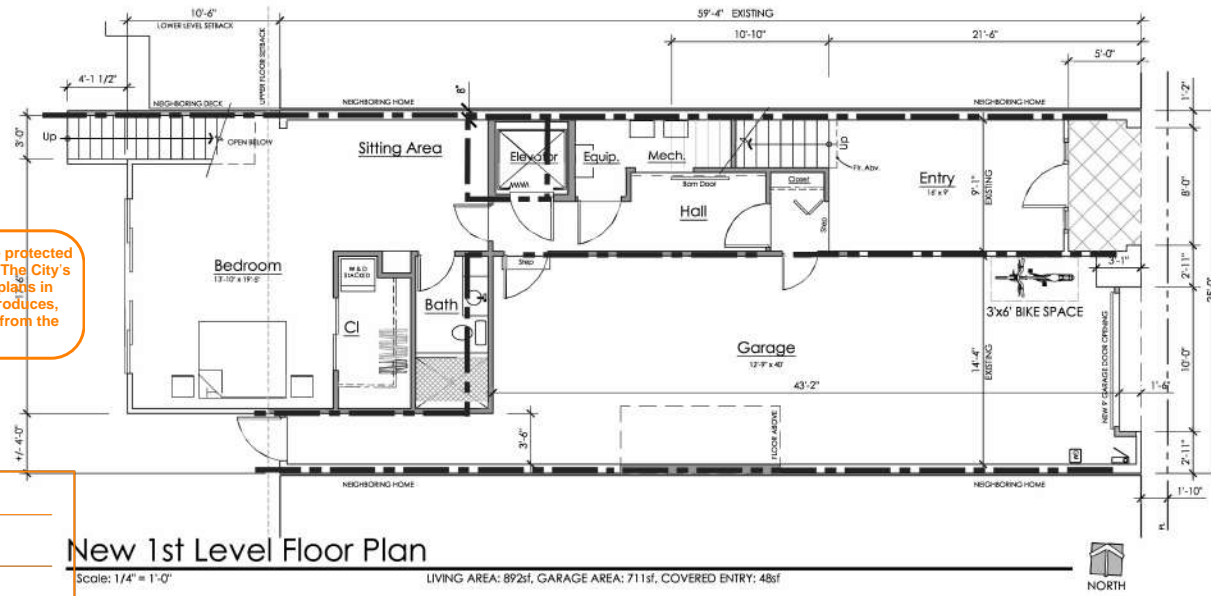 10'-6"
LOWER LEVEL SETBACK
59'-4" EXISTING
10'-10"
21'-6"
5'-0"
4'-1 1/2"
UPPER FLOOR SETBACK
8"
NEIGHBORING DECK
NEIGHBORING HOME
NEIGHBORING HOME
1'-2"
3'-0"
Up
OPEN BELOW
Sitting Area
Elevator
Equip.
Mech.
Up
Flr. Abv.
Barn Door
Closet
Entry
16' x 9'
9'-1"
EXISTING
8'-0"
Hall
Step
Step
protected
The City's
plans in
roduces,
from the
Bedroom
13'-10" x 19'-5"
W & D
STACKED
Bath
Cl
3'-1"
2'-11"
3'x6' BIKE SPACE
Garage
12'-9" x 40'
43'-2"
14'-4"
EXISTING
NEW 9' GARAGE DOOR OPENING
10'-0"
25'-0"
1'-6"
+/- 4'-0"
3'-6"
FLOOR ABOVE
2'-11"
NEIGHBORING HOME
NEIGHBORING HOME
1'-10"
New 1st Level Floor Plan
Scale: 1/4" = 1'-0"
LIVING AREA: 892sf, GARAGE AREA: 711sf, COVERED ENTRY: 48sf
NORTH